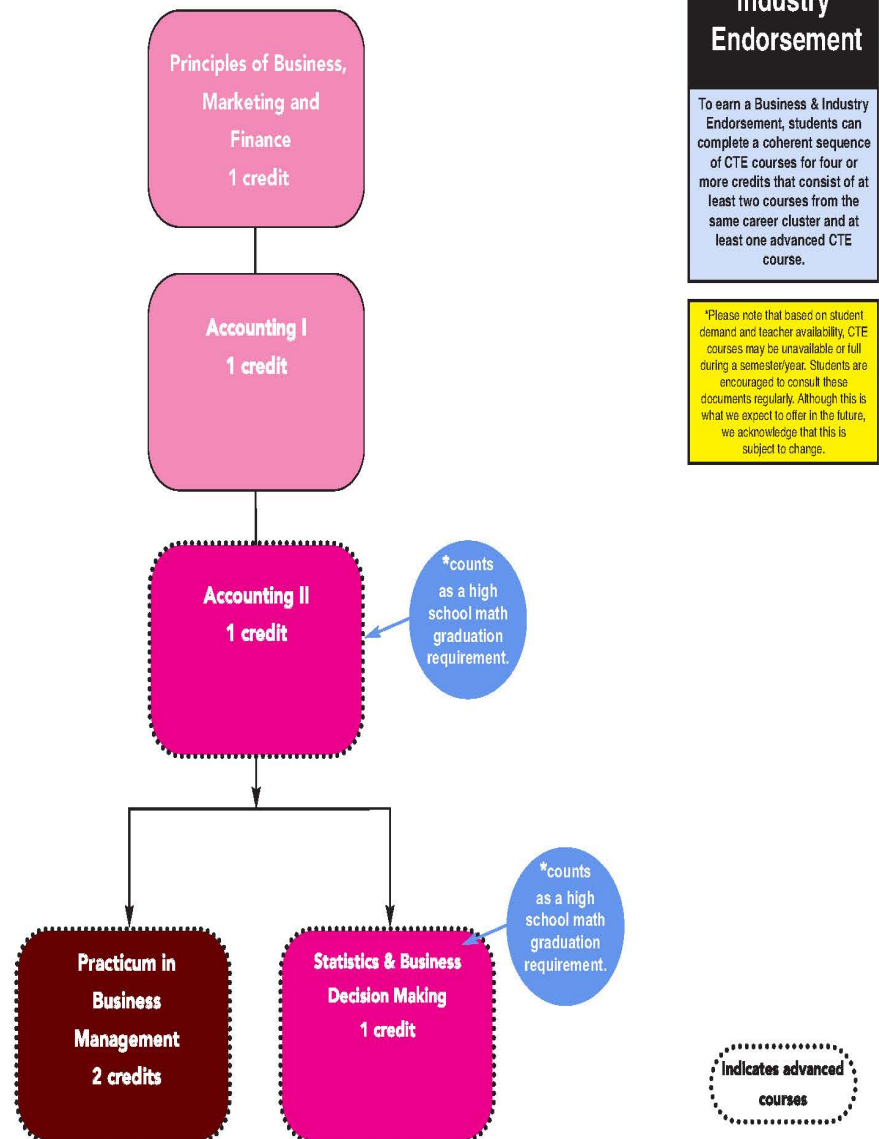 Principles of Business,
Marketing and
Finance
1 credit
Industry
Endorsement
To earn a Business & Industry
Endorsement, students can
complete a coherent sequence
of CTE courses for four or
more credits that consist of at
least two courses from the
same career cluster and at
least one advanced CTE
course.
Accounting I
1 credit
*Please note that based on student
demand and teacher availability, CTE
courses may be unavailable or full
during a semester/year. Students are
encouraged to consult these
documents regularly. Although this is
what we expect to offer in the future,
we acknowledge that this is
subject to change.
Accounting II
1 credit
*counts
as a high
school math
graduation
requirement.
Practicum in
Business
Management
2 credits
Statistics & Business
Decision Making
1 credit
*counts
as a high
school math
graduation
requirement.
Indicates advanced
courses